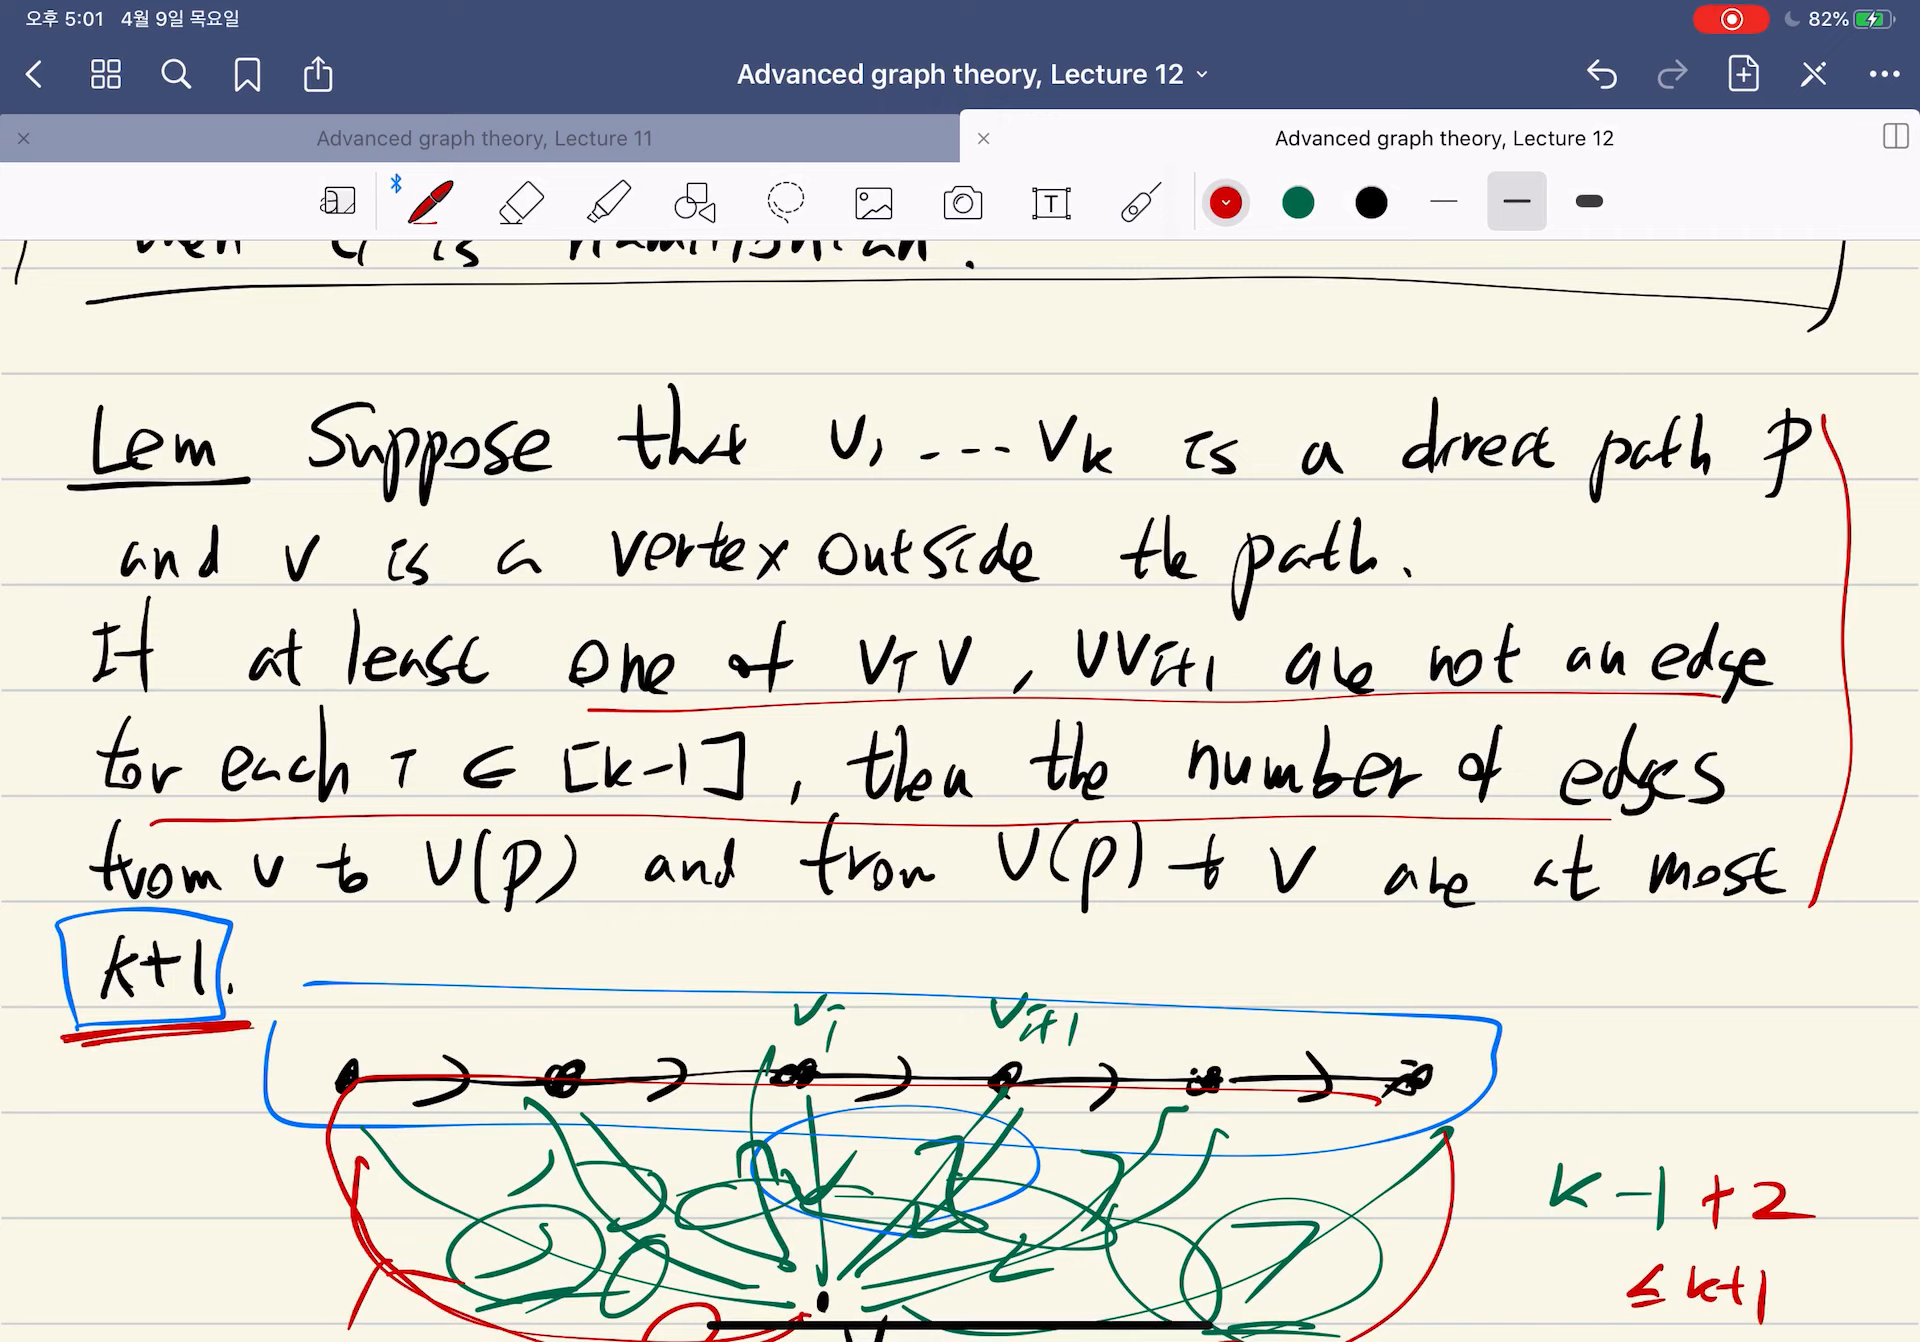 오후 5:01 4월 9일 목요일
82%
Advanced graph theory, Lecture 12
Advanced graph theory, Lecture 11
Advanced graph theory, Lecture 12
is hamiltonian.
Lem Suppose that v1 --- vk is a direct path P
and v is a vertex outside the path.
If at least one of viv, vvi+1 are not an edge
for each i ∈ [k-1], then the number of edges
from v to V(P) and from V(P) to v are at most
k+1.
vi vi+1
k-1+2
≤ k+1
v